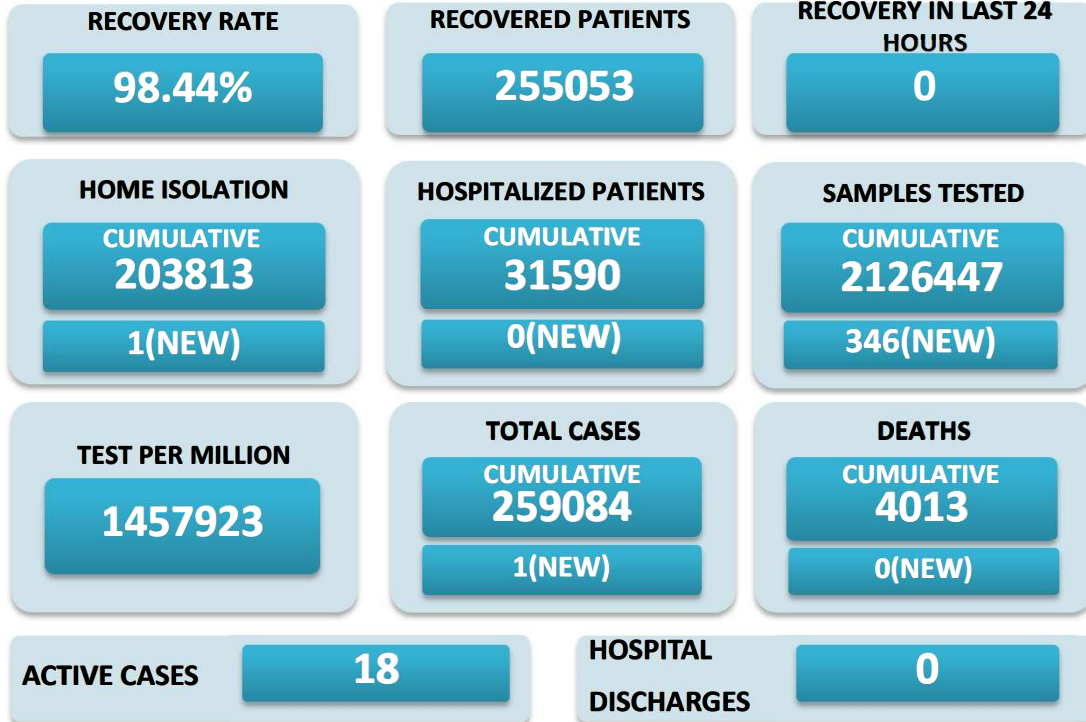 RECOVERY RATE
98.44%
RECOVERED PATIENTS
255053
RECOVERY IN LAST 24
HOURS
0
HOME ISOLATION
CUMULATIVE
203813
1(NEW)
HOSPITALIZED PATIENTS
CUMULATIVE
31590
0(NEW)
SAMPLES TESTED
CUMULATIVE
2126447
346(NEW)
TEST PER MILLION
1457923
TOTAL CASES
CUMULATIVE
259084
1(NEW)
DEATHS
CUMULATIVE
4013
0(NEW)
ACTIVE CASES
18
HOSPITAL
DISCHARGES
0